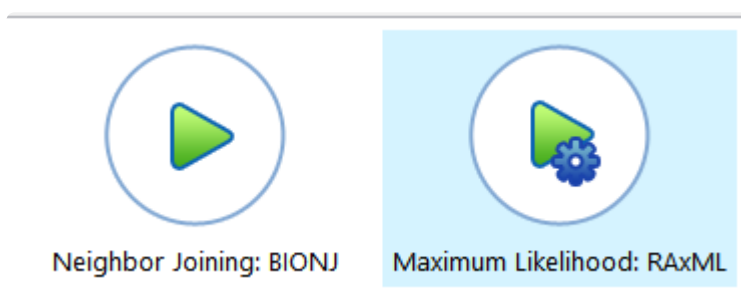 Neighbor Joining: BIONJ
Maximum Likelihood: RAxML